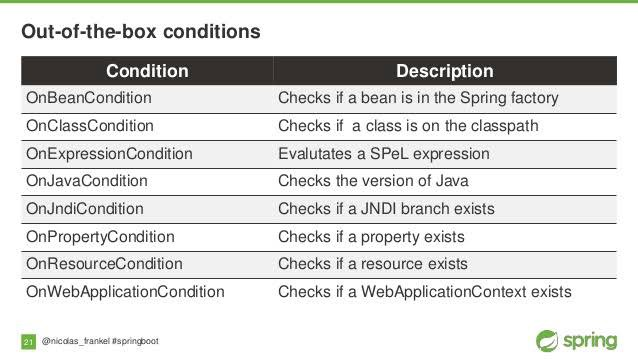 Out-of-the-box conditions
Condition Description
OnBeanCondition Checks if a bean is in the Spring factory
OnClassCondition Checks if a class is on the classpath
OnExpressionCondition Evalutates a SPeL expression
OnJavaCondition Checks the version of Java
OnJndiCondition Checks if a JNDI branch exists
OnPropertyCondition Checks if a property exists
OnResourceCondition Checks if a resource exists
OnWebApplicationCondition Checks if a WebApplicationContext exists
21 @nicolas_frankel #springboot spring